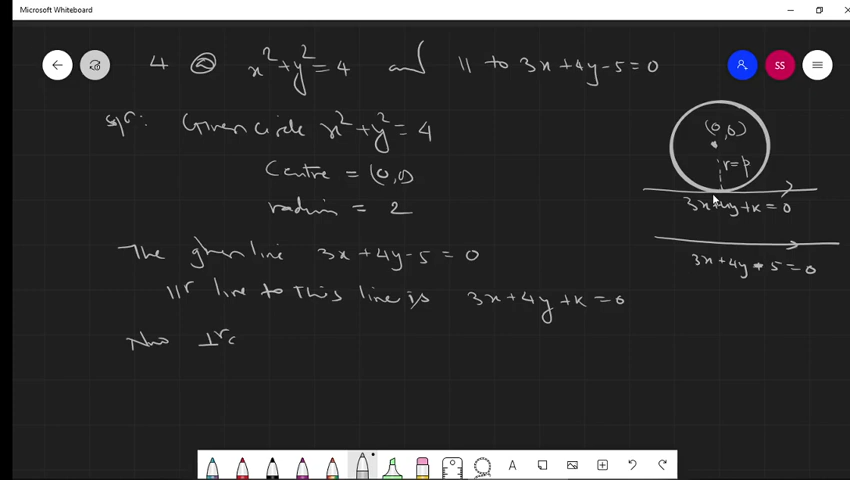 Microsoft Whiteboard
4 ⓐ x²+y²=4 and || to 3x+4y-5=0
Given circle x²+y²=4
Centre = (0,0)
radius = 2
The given line 3x+4y-5=0
||r line to this line is 3x+4y+k=0
Now ⊥r
(0,0)
r=p
3x+4y+k=0
3x+4y-5=0
SS
A